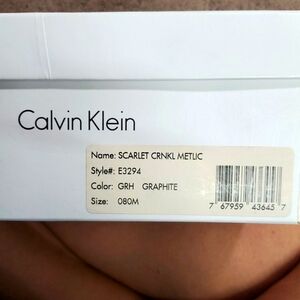 Calvin Klein
Name: SCARLET CRNKL METLIC
Style#: E3294
Color: GRH GRAPHITE
Size: 080M
7 67959 43645 7